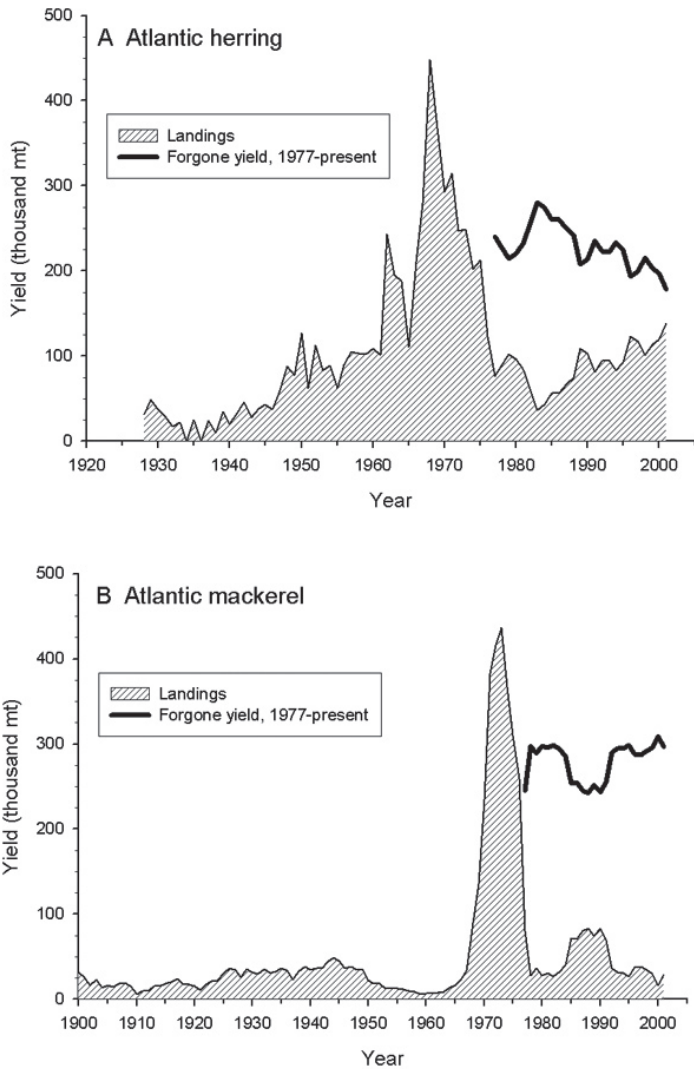 A Atlantic herring
Landings
Forgone yield, 1977-present
Yield (thousand mt)
500
400
300
200
100
0
1920 1930 1940 1950 1960 1970 1980 1990 2000
Year
B Atlantic mackerel
Landings
Forgone yield, 1977-present
Yield (thousand mt)
500
400
300
200
100
0
1900 1910 1920 1930 1940 1950 1960 1970 1980 1990 2000
Year